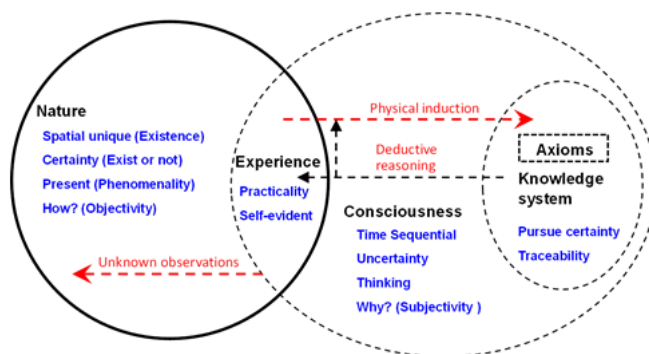 Nature
Spatial unique (Existence)
Certainty (Exist or not)
Present (Phenomenality)
How? (Objectivity)
Unknown observations
Experience
Practicality
Self-evident
Physical induction
Deductive
reasoning
Consciousness
Time Sequential
Uncertainty
Thinking
Why? (Subjectivity )
Axioms
Knowledge
system
Pursue certainty
Traceability